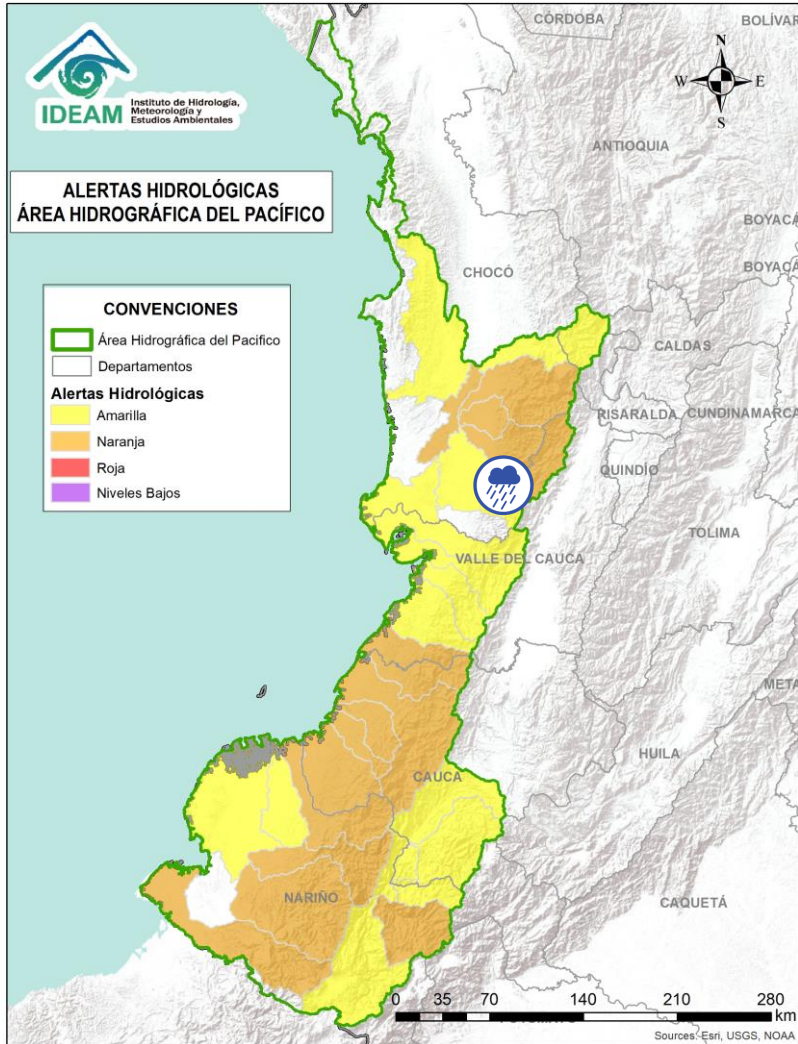 CÓRDOBA
BOLÍVAR
N
W
E
S
IDEAM
Instituto de Hidrología,
Meteorología y
Estudios Ambientales
ANTIOQUIA
ALERTAS HIDROLÓGICAS
ÁREA HIDROGRÁFICA DEL PACÍFICO
BOYACÁ
BOYACÁ
CHOCÓ
CONVENCIONES
Área Hidrográfica del Pacifico
Departamentos
Alertas Hidrológicas
Amarilla
Naranja
Roja
Niveles Bajos
CALDAS
RISARALDA
CUNDINAMARCA
QUINDÍO
TOLIMA
VALLE DEL CAUCA
META
HUILA
CAUCA
NARIÑO
CAQUETÁ
0 35 70 140 210 280
km
Sources: Esri, USGS, NOAA